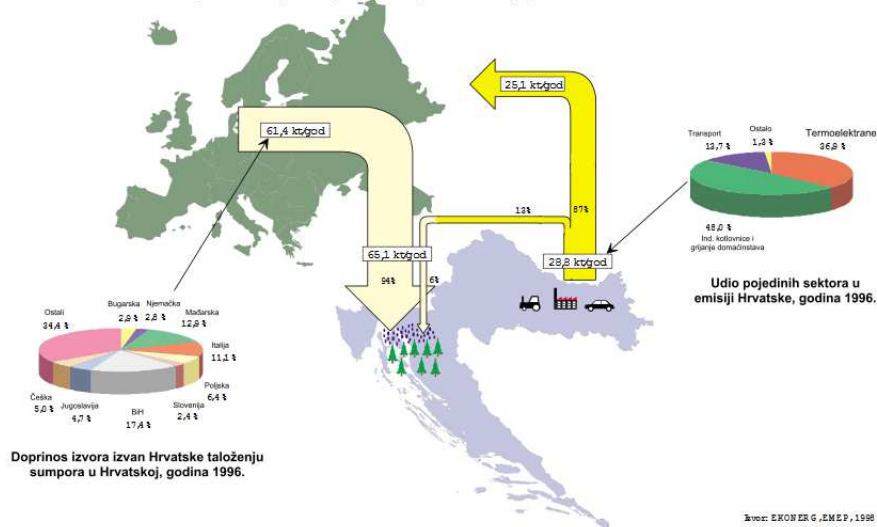 25,1 kt/god
61,4 kt/god
Transport
13,7 %
Ostalo
1,3 %
Termoelektrane
36,9 %
48,0 %
Ind. kotlovnice i
grijanje domaćinstava
Udio pojedinih sektora u
emisiji Hrvatske, godina 1996.
13%
87%
65,1 kt/god
28,8 kt/god
94%
6%
Ostali
34,4 %
Bugarska
2,9 %
Njemačka
2,8 %
Mađarska
12,9 %
Italija
11,1 %
Poljska
6,4 %
Slovenija
2,4 %
BiH
17,4 %
Jugoslavija
4,7 %
Češka
5,0 %
Doprinos izvora izvan Hrvatske taloženju
sumpora u Hrvatskoj, godina 1996.
Izvor: EKONERG, EMEP, 1998